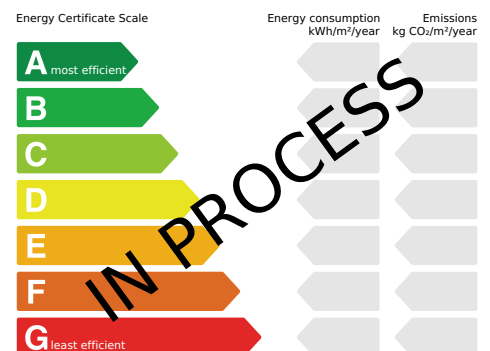 Energy Certificate Scale
Energy consumption
kWh/m²/year
Emissions
kg CO₂/m²/year
A most efficient
B
C
D
E
F
G least efficient
IN PROCESS